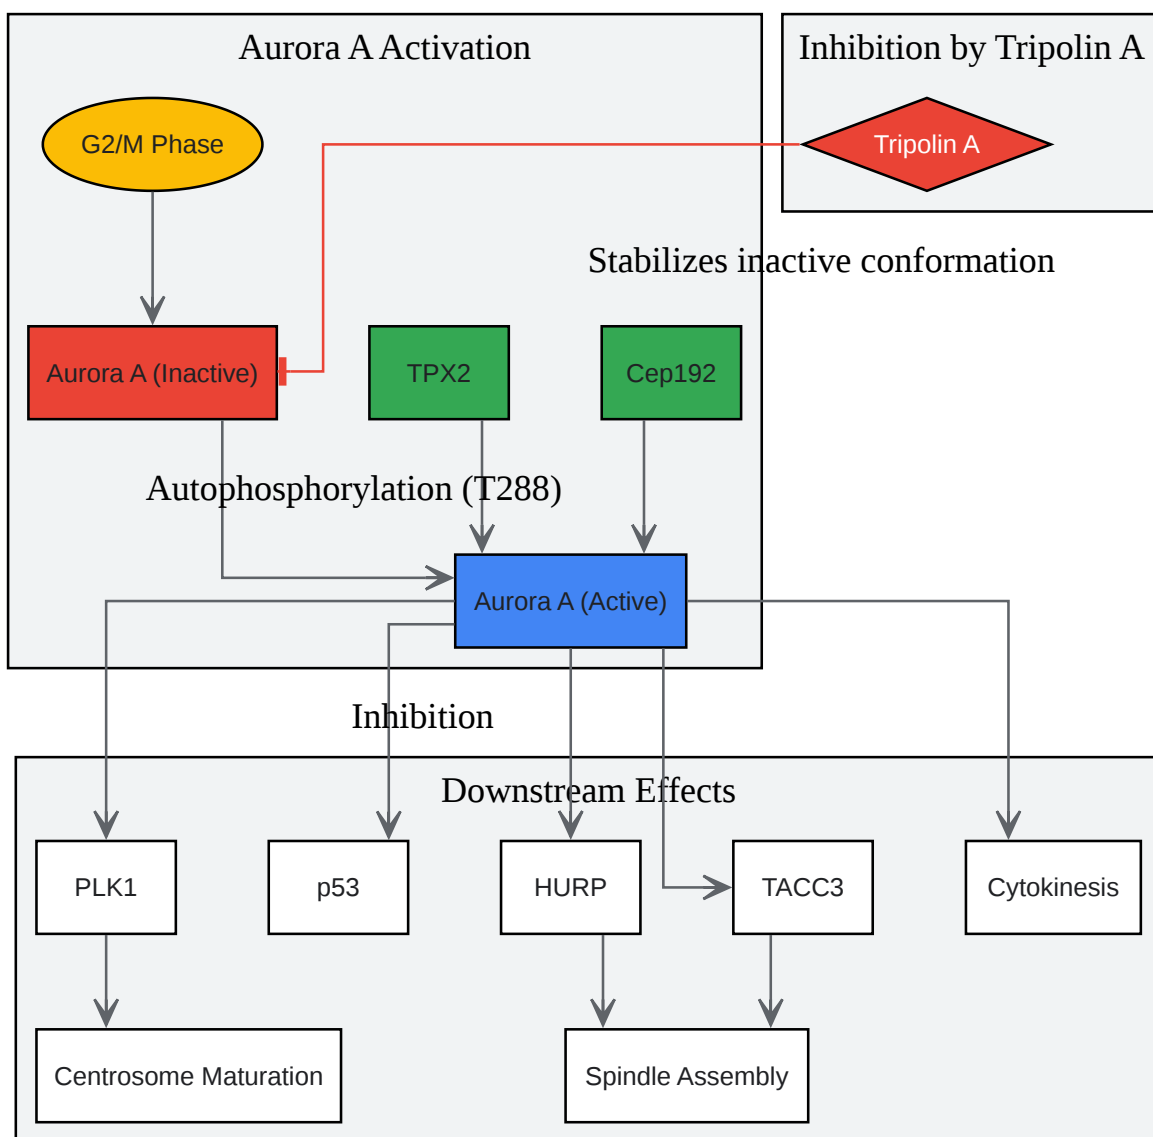 Aurora A Activation
Inhibition by Tripolin A
G2/M Phase
Tripolin A
Stabilizes inactive conformation
Aurora A (Inactive)
TPX2
Cep192
Autophosphorylation (T288)
Aurora A (Active)
Inhibition
Downstream Effects
PLK1
p53
HURP
TACC3
Cytokinesis
Centrosome Maturation
Spindle Assembly